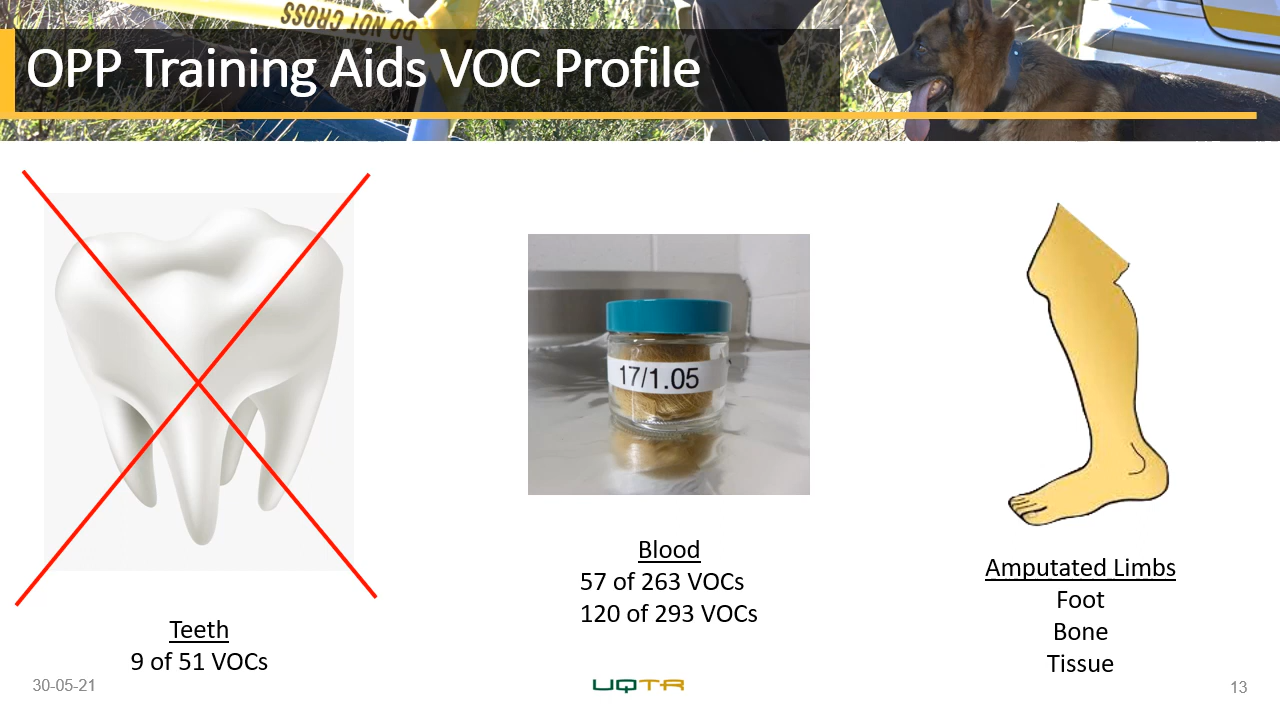 DO NOT CROSS
OPP Training Aids VOC Profile
17/1.05
Teeth
9 of 51 VOCs
Blood
57 of 263 VOCs
120 of 293 VOCs
Amputated Limbs
Foot
Bone
Tissue
30-05-21
UQTR
13